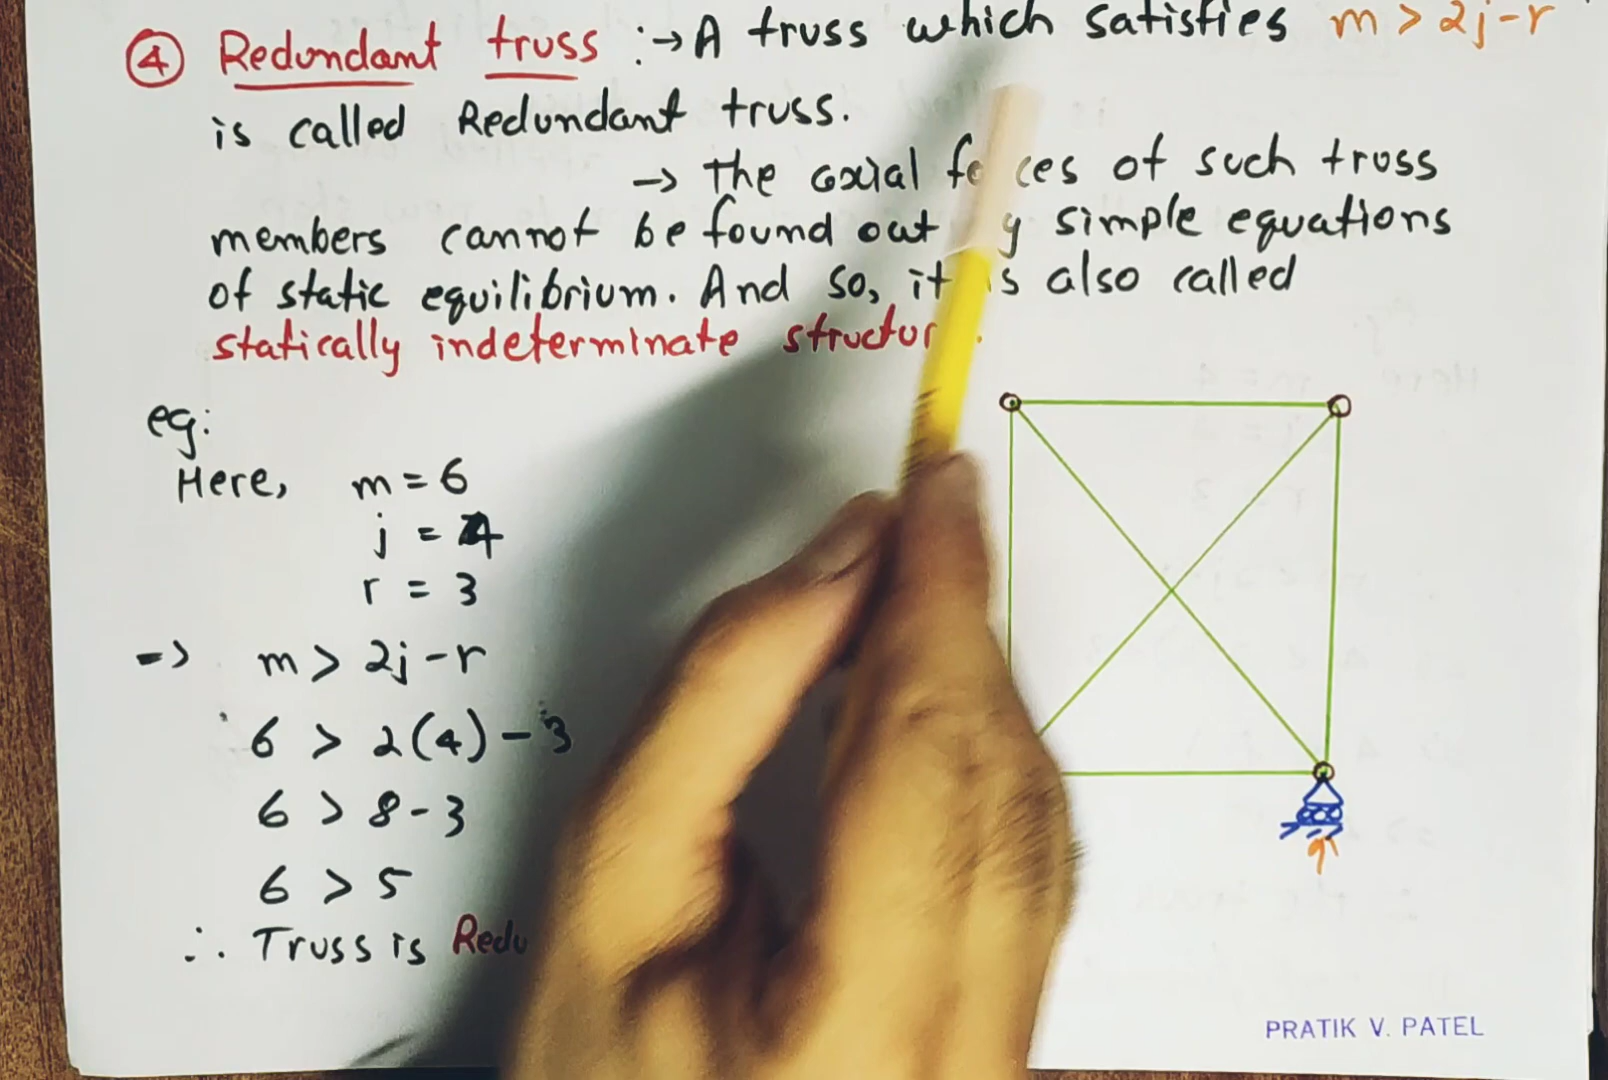 ④ Redundant truss :→ A truss which satisfies m > 2j-r
is called Redundant truss.
→ the axial fo ces of such truss
members cannot be found out y simple equations
of static equilibrium. And so, it s also called
statically indeterminate structur .
eg:
Here, m = 6
j = 4
r = 3
=> m > 2j - r
6 > 2(4) - 3
6 > 8 - 3
6 > 5
∴ Truss is Redu
PRATIK V. PATEL